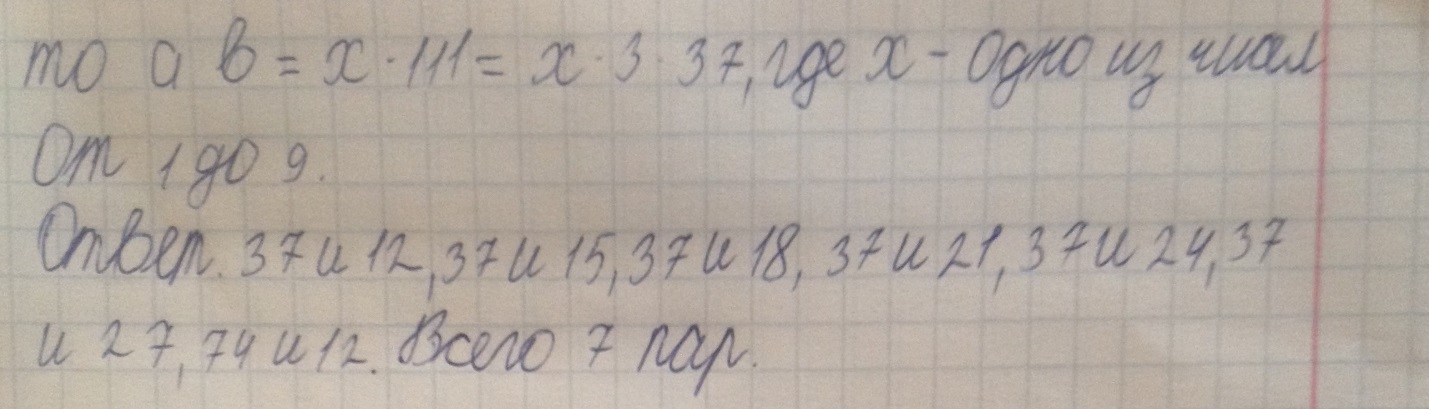 то а в = х · 111 = х · 3 · 37, где х - одно из чисел
От 1 до 9.
Ответ. 37 и 12, 37 и 15, 37 и 18, 37 и 21, 37 и 24, 37
и 27, 74 и 12. Всего 7 пар.